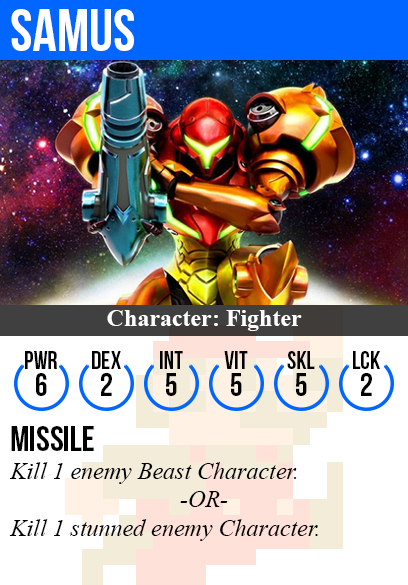 SAMUS
Character: Fighter
PWR DEX INT VIT SKL LCK
6 2 5 5 5 2
MISSILE
Kill 1 enemy Beast Character.
-OR-
Kill 1 stunned enemy Character.